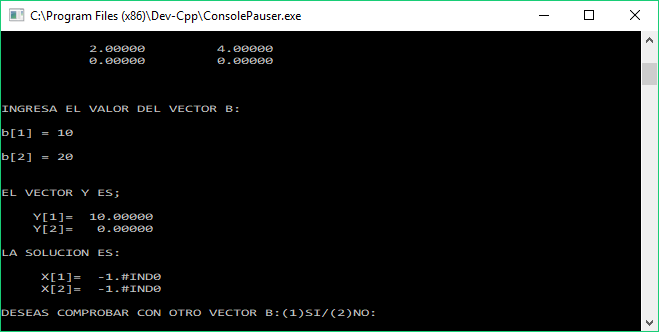 C:\Program Files (x86)\Dev-Cpp\ConsolePauser.exe
2.00000 4.00000
0.00000 0.00000
INGRESA EL VALOR DEL VECTOR B:
b[1] = 10
b[2] = 20
EL VECTOR Y ES;
Y[1]= 10.00000
Y[2]= 0.00000
LA SOLUCION ES:
X[1]= -1.#IND0
X[2]= -1.#IND0
DESEAS COMPROBAR CON OTRO VECTOR B:(1)SI/(2)NO: